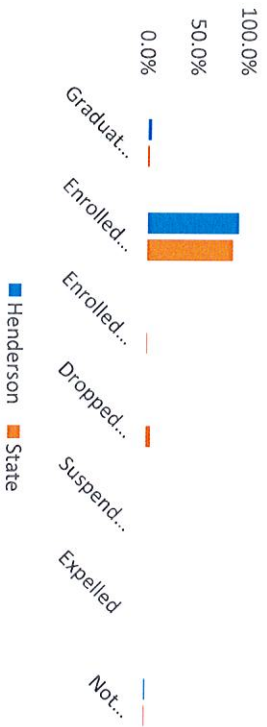 100.0%
50.0%
0.0%
Graduat...
Enrolled...
Enrolled...
Dropped...
Suspend...
Expelled
Not...
Henderson State